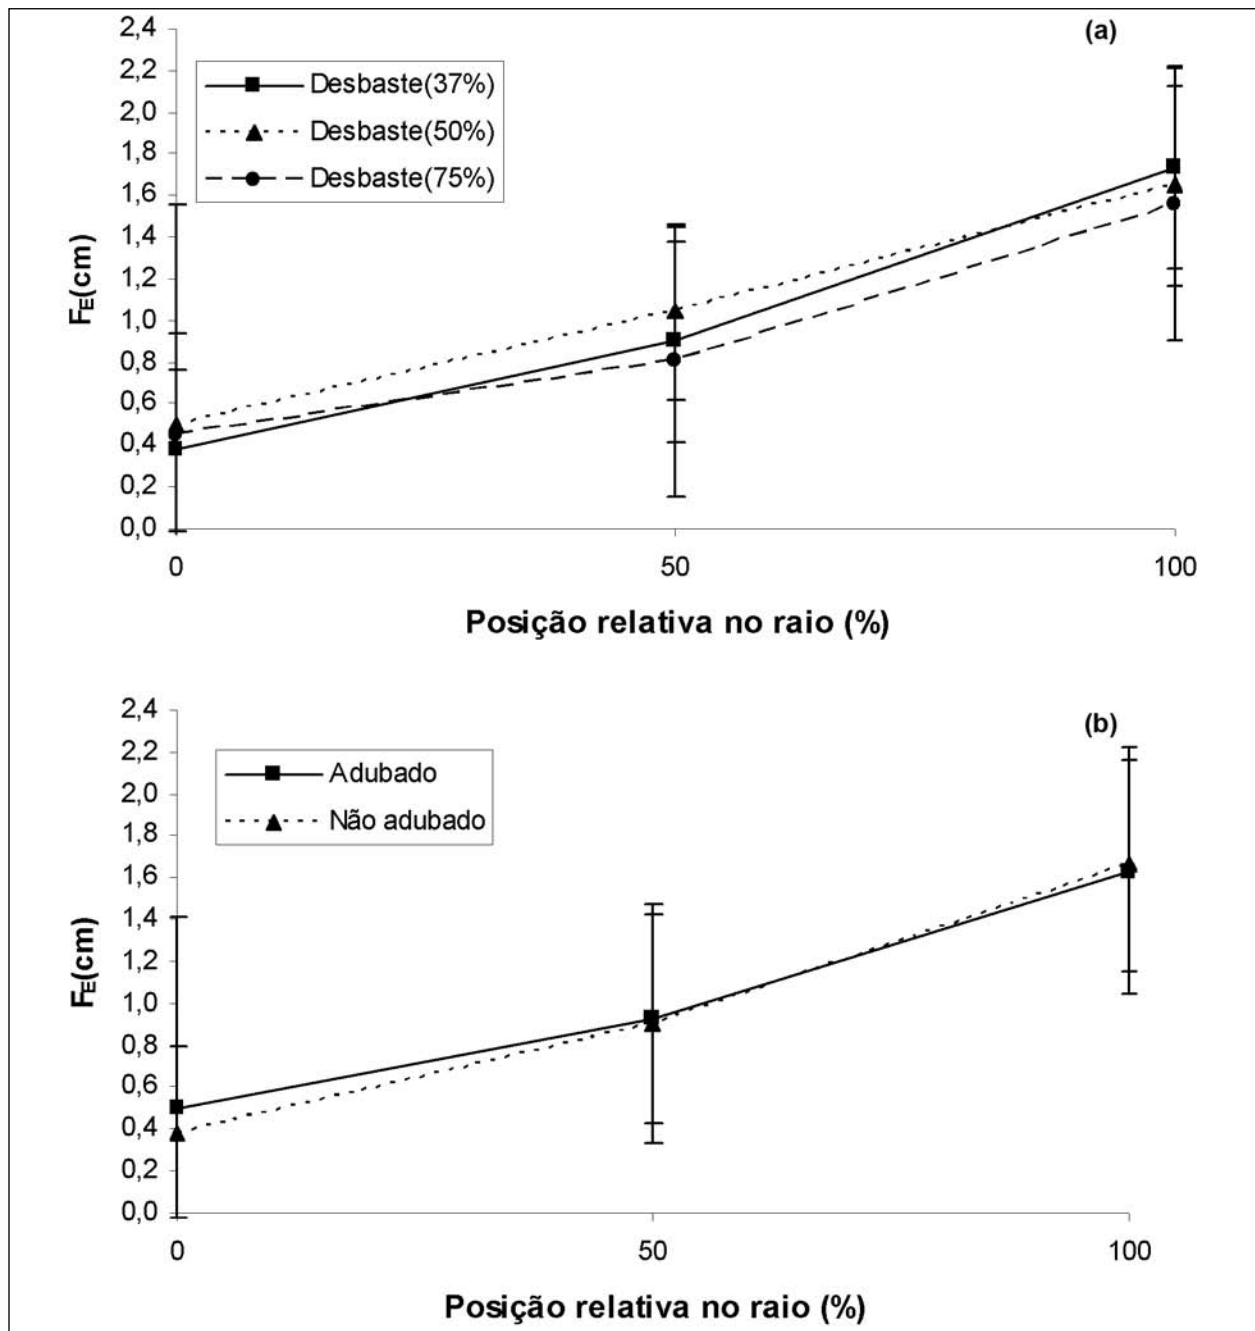 (a)
2,4
2,2
2,0
1,8
1,6
1,4
1,2
1,0
0,8
0,6
0,4
0,2
0,0
Desbaste(37%)
Desbaste(50%)
Desbaste(75%)
FE(cm)
0 50 100
Posição relativa no raio (%)
(b)
2,4
2,2
2,0
1,8
1,6
1,4
1,2
1,0
0,8
0,6
0,4
0,2
0,0
Adubado
Não adubado
FE(cm)
0 50 100
Posição relativa no raio (%)